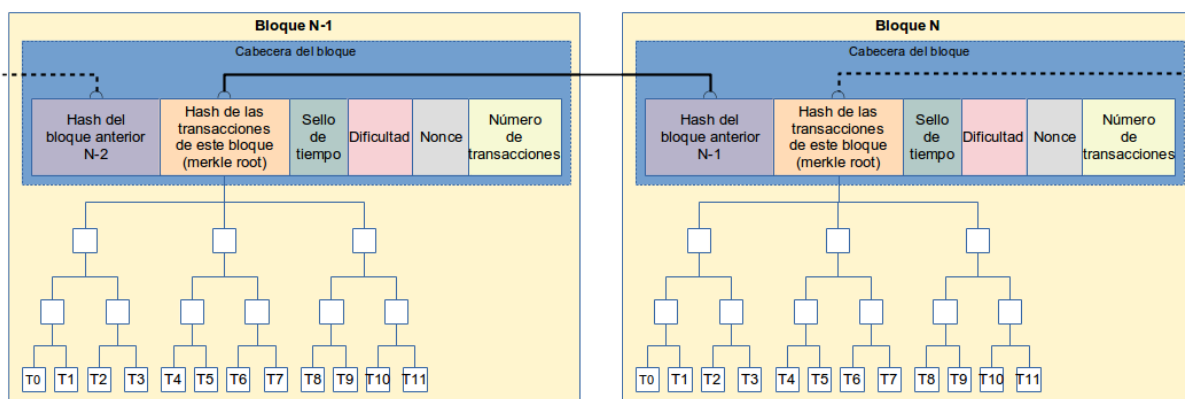 Bloque N-1
Cabecera del bloque
Hash del
bloque anterior
N-2
Hash de las
transacciones
de este bloque
(merkle root)
Sello
de
tiempo
Dificultad
Nonce
Número
de
transacciones
T0 T1 T2 T3 T4 T5 T6 T7 T8 T9 T10 T11
Bloque N
Cabecera del bloque
Hash del
bloque anterior
N-1
Hash de las
transacciones
de este bloque
(merkle root)
Sello
de
tiempo
Dificultad
Nonce
Número
de
transacciones
T0 T1 T2 T3 T4 T5 T6 T7 T8 T9 T10 T11